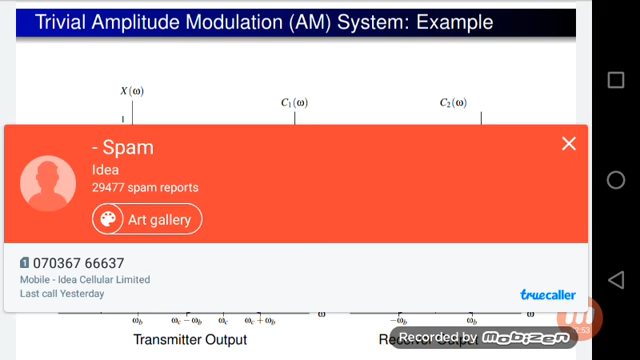 Trivial Amplitude Modulation (AM) System: Example
X(ω)
C₁(ω)
C₂(ω)
1
- Spam
Idea
29477 spam reports
Art gallery
1 070367 66637
Mobile - Idea Cellular Limited
Last call Yesterday
truecaller
ω_b ω_c − ω_b ω_c ω_c + ω_b ω
−ω_b ω_b ω
Transmitter Output
Receiver Output
Recorded by mobizen